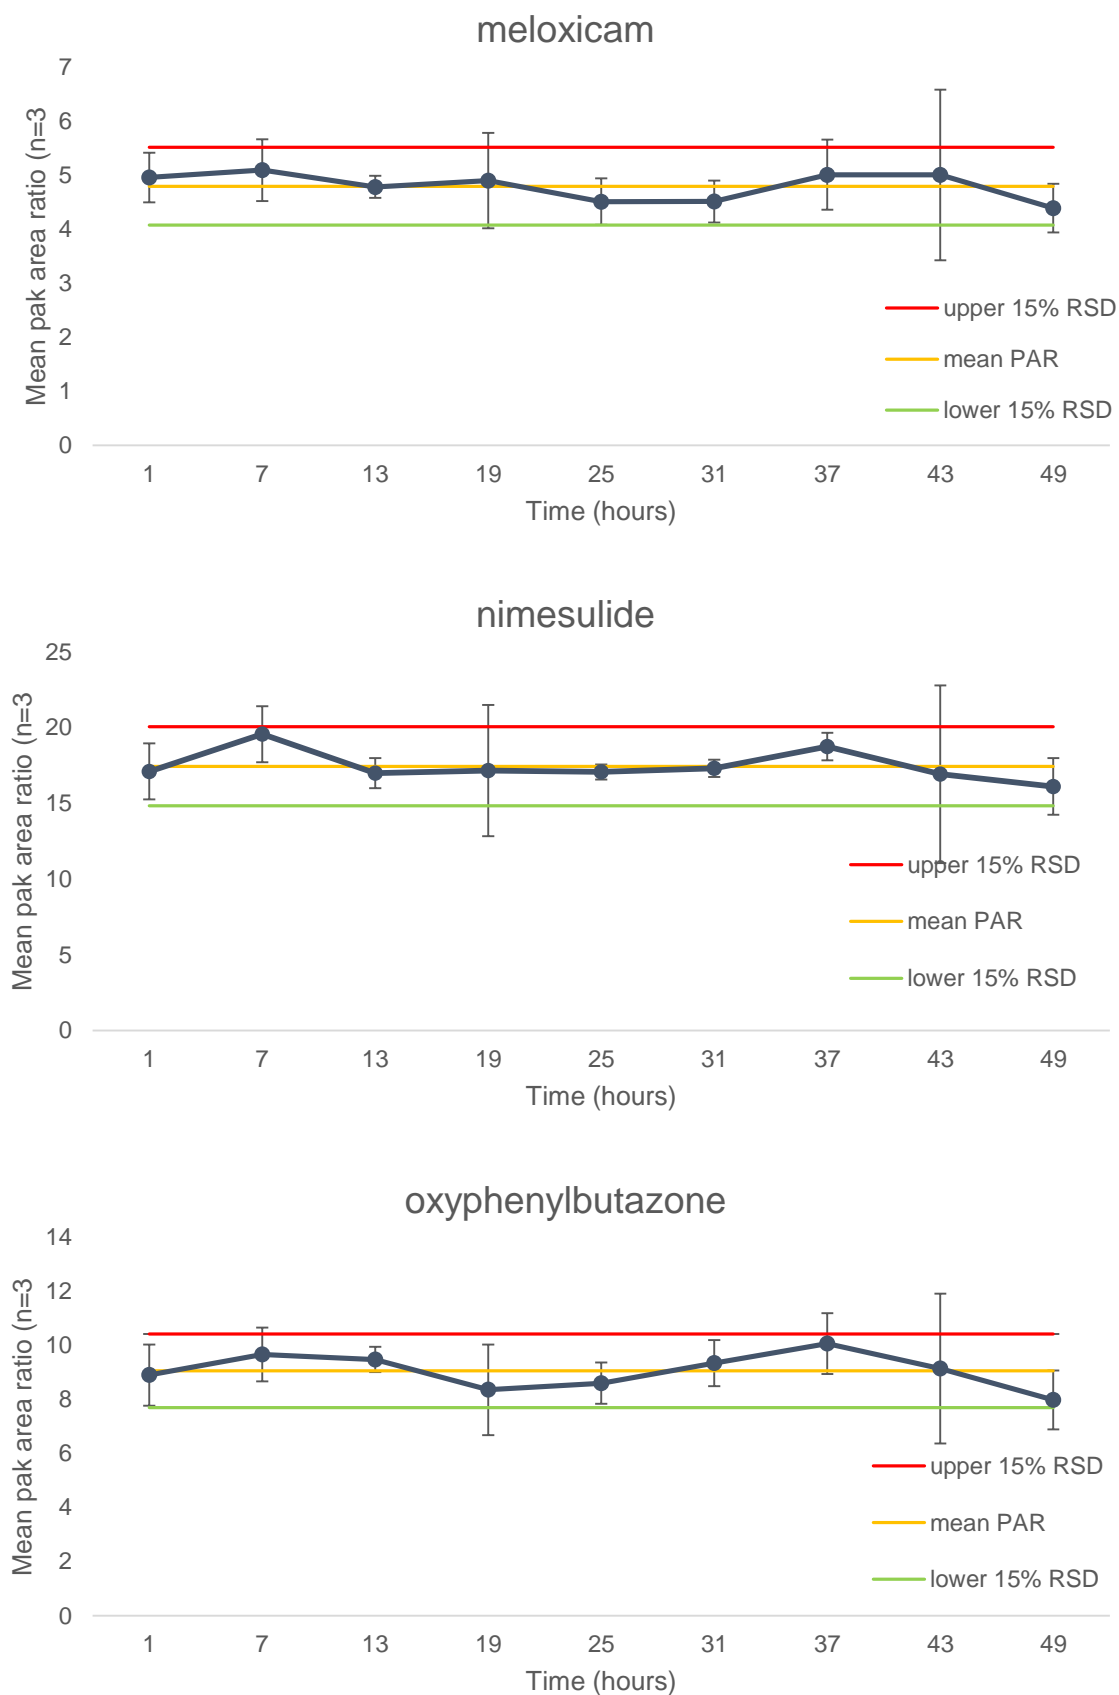 meloxicam
Mean pak area ratio (n=3
7
6
5
4
3
2
1
0
upper 15% RSD
mean PAR
lower 15% RSD
1 7 13 19 25 31 37 43 49
Time (hours)
nimesulide
Mean pak area ratio (n=3
25
20
15
10
5
0
upper 15% RSD
mean PAR
lower 15% RSD
1 7 13 19 25 31 37 43 49
Time (hours)
oxyphenylbutazone
Mean pak area ratio (n=3
14
12
10
8
6
4
2
0
upper 15% RSD
mean PAR
lower 15% RSD
1 7 13 19 25 31 37 43 49
Time (hours)